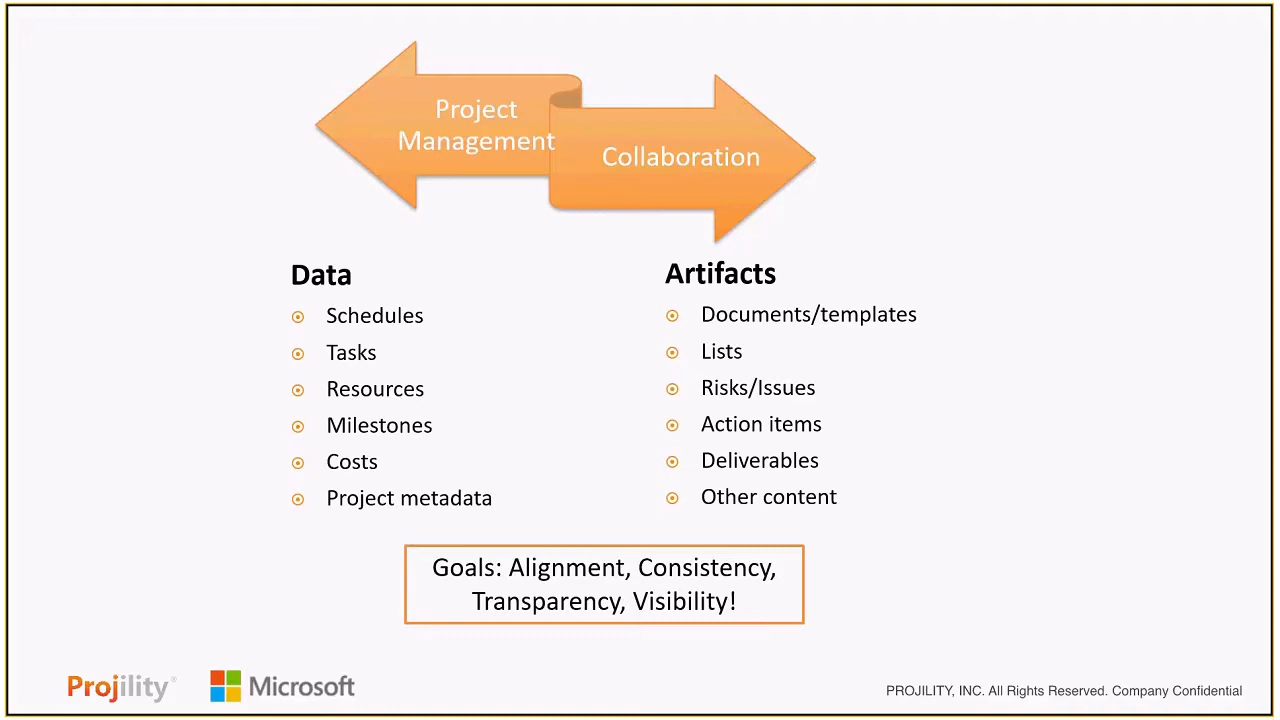 Project
Management
Collaboration
Data
Schedules
Tasks
Resources
Milestones
Costs
Project metadata
Artifacts
Documents/templates
Lists
Risks/Issues
Action items
Deliverables
Other content
Goals: Alignment, Consistency,
Transparency, Visibility!
Projility®
Microsoft
PROJILITY, INC. All Rights Reserved. Company Confidential